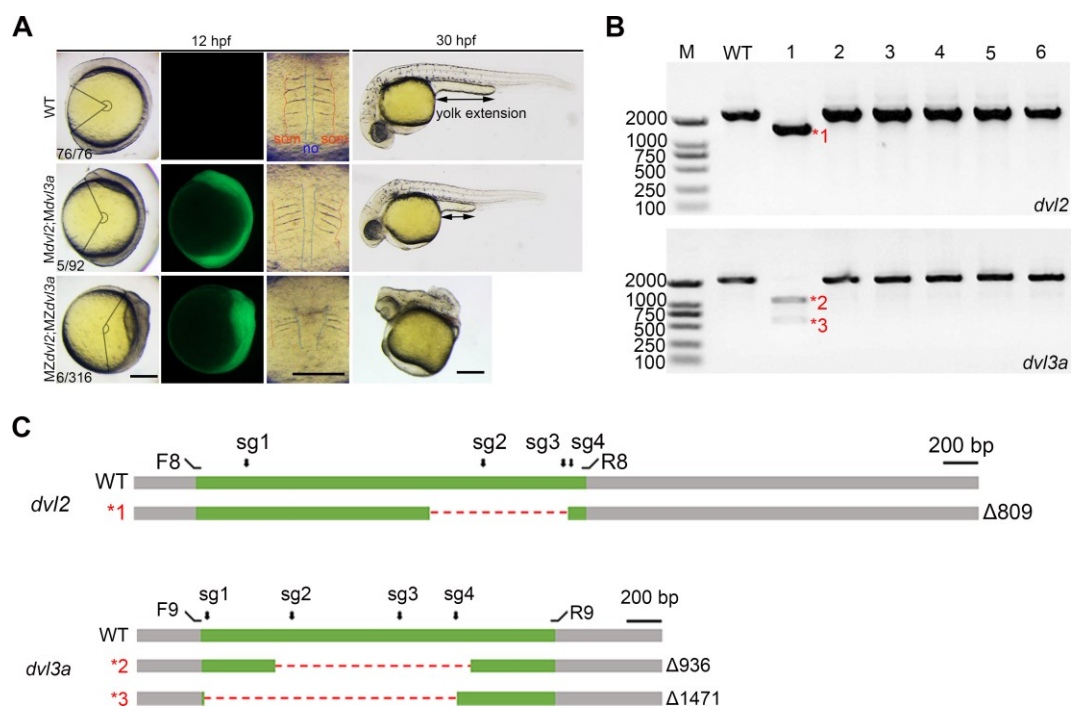 A
12 hpf
30 hpf
WT
76/76
som
som
no
yolk extension
Mdvl2;Mdvl3a
5/92
MZdvl2;MZdvl3a
6/316
B
M WT 1 2 3 4 5 6
2000
1000
750
500
250
100
*1
dvl2
2000
1000
750
500
250
100
*2
*3
dvl3a
C
sg1 sg2 sg3 sg4 200 bp
F8 R8
WT
dvl2
*1 Δ809
sg1 sg2 sg3 sg4 200 bp
F9 R9
WT
dvl3a
*2 Δ936
*3 Δ1471